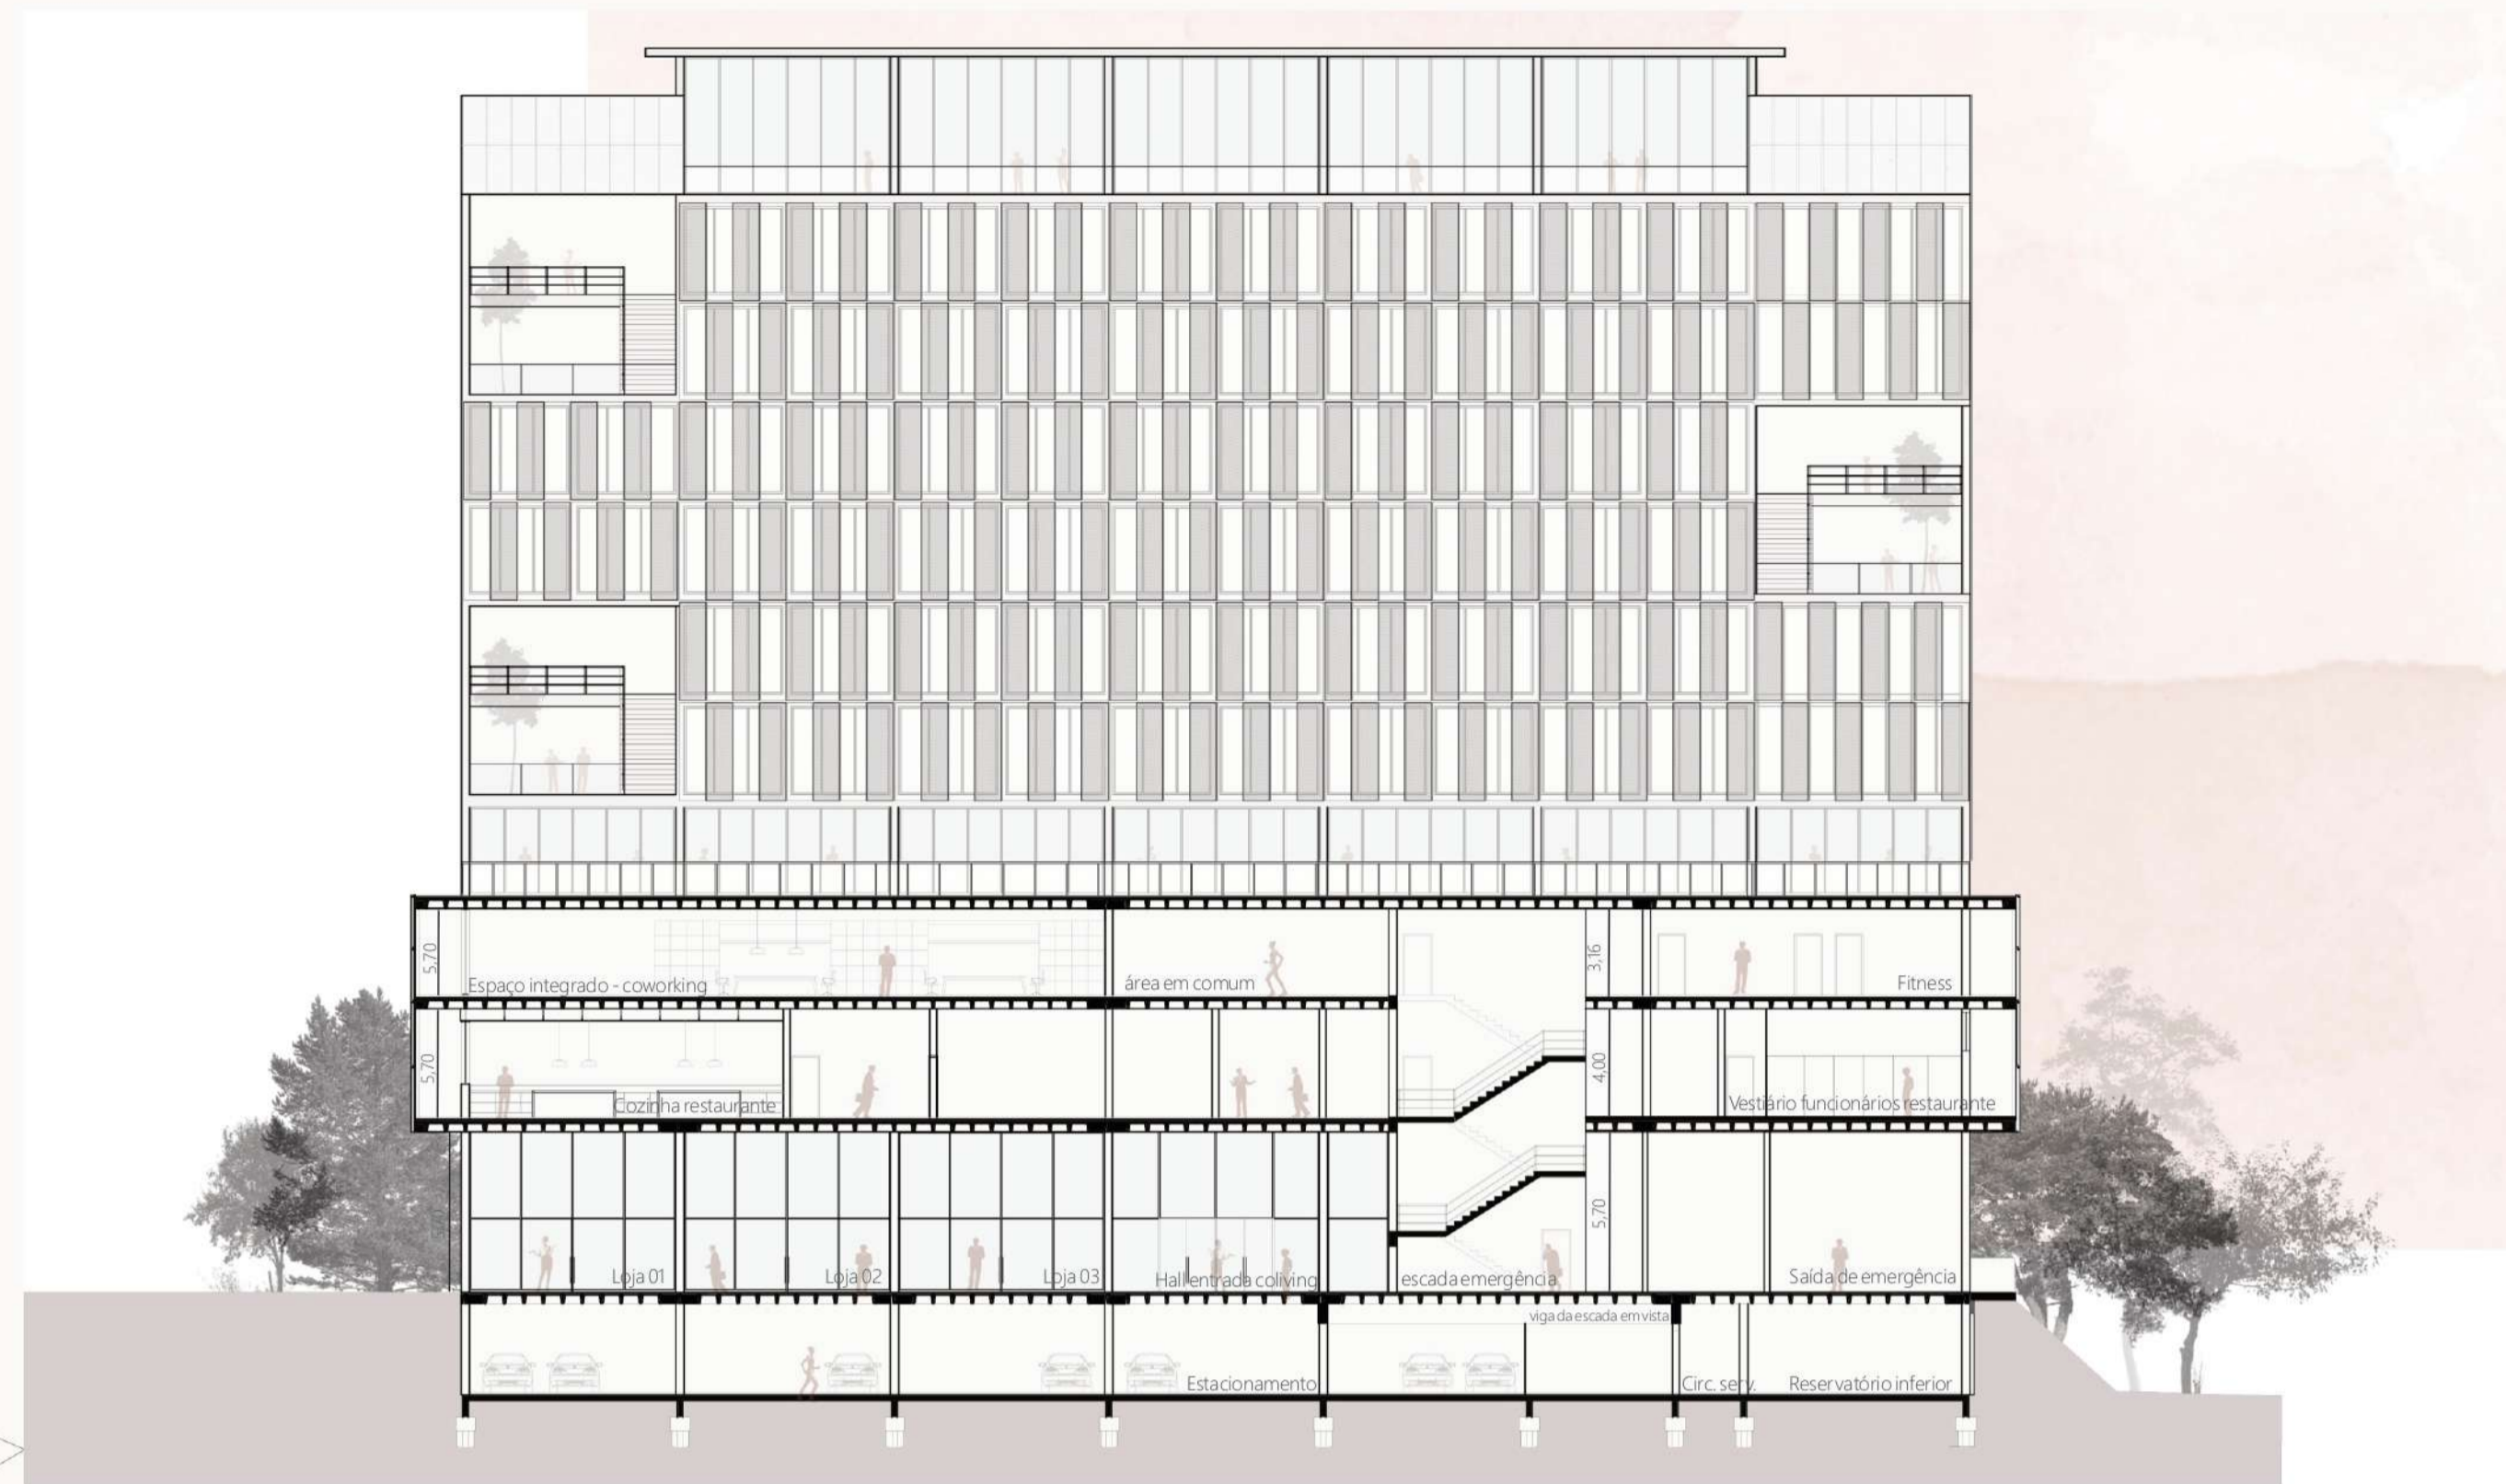 5,70
Espaço integrado - coworking
área em comum
3,16
Fitness
5,70
Cozinha restaurante
4,00
Vestiário funcionários restaurante
Loja 01
Loja 02
Loja 03
Hall entrada coliving
escada emergência
5,70
Saída de emergência
viga da escada em vista
Estacionamento
Circ. serv.
Reservatório inferior